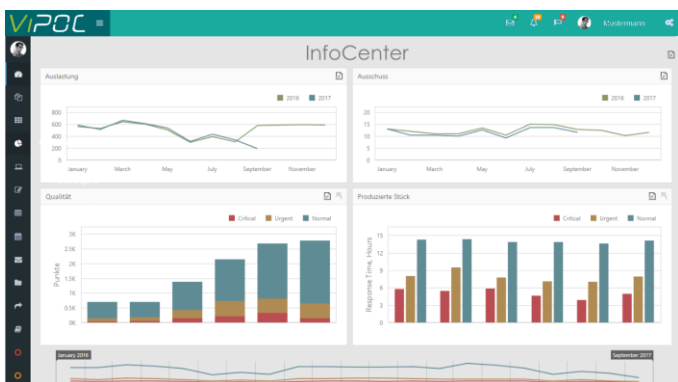 ViPOC
Mustermann
InfoCenter
Auslastung
2016 2017
800
600
400
200
0
January March May July September November
Ausschuss
2016 2017
20
15
10
5
0
January March May July September November
Qualität
Critical Urgent Normal
Punkte
3K
2.5K
2K
1.5K
1K
0.5K
0K
Produzierte Stück
Critical Urgent Normal
Response Time, Hours
15
12
9
6
3
0
January 2016
September 2017